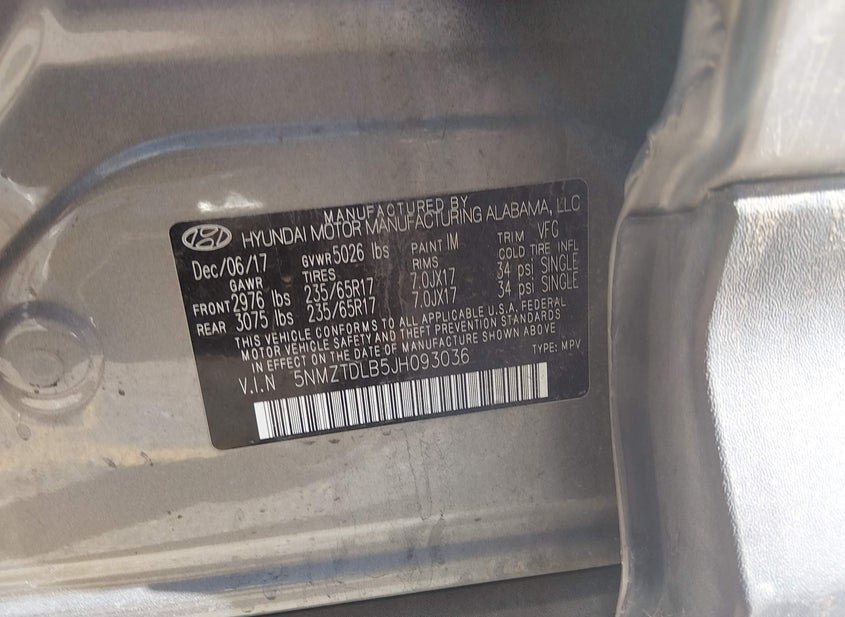 MANUFACTURED BY
HYUNDAI MOTOR MANUFACTURING ALABAMA, LLC
Dec/06/17 GVWR 5026 lbs PAINT IM TRIM VFG
GAWR TIRES RIMS COLD TIRE INFL
FRONT 2976 lbs 235/65R17 7.0JX17 34 psi SINGLE
REAR 3075 lbs 235/65R17 7.0JX17 34 psi SINGLE
THIS VEHICLE CONFORMS TO ALL APPLICABLE U.S.A. FEDERAL
MOTOR VEHICLE SAFETY AND THEFT PREVENTION STANDARDS
IN EFFECT ON THE DATE OF MANUFACTURE SHOWN ABOVE
V.I.N 5NMZTDLB5JH093036 TYPE: MPV